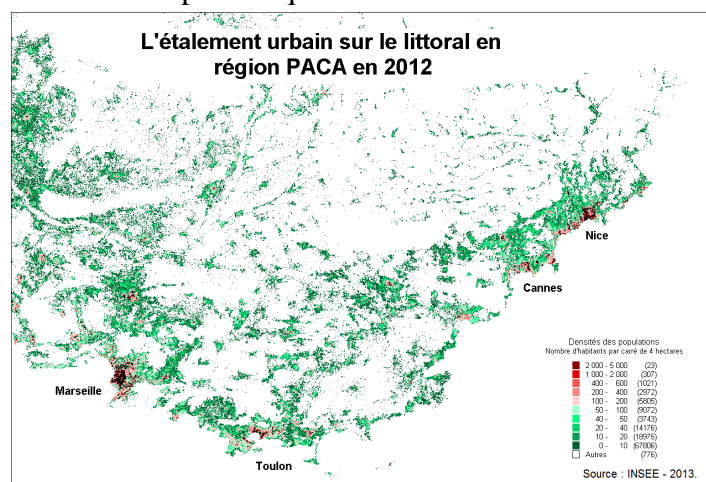 L'étalement urbain sur le littoral en
région PACA en 2012
Nice
Cannes
Marseille
Toulon
Densités des populations
Nombre d'habitants par carré de 4 hectares
2 000 - 5 000 (23)
1 000 - 2 000 (307)
400 - 600 (1021)
200 - 400 (2972)
100 - 200 (5806)
50 - 100 (9072)
40 - 50 (3743)
20 - 40 (14176)
10 - 20 (18975)
0 - 10 (67806)
Autres (776)
Source : INSEE - 2013.